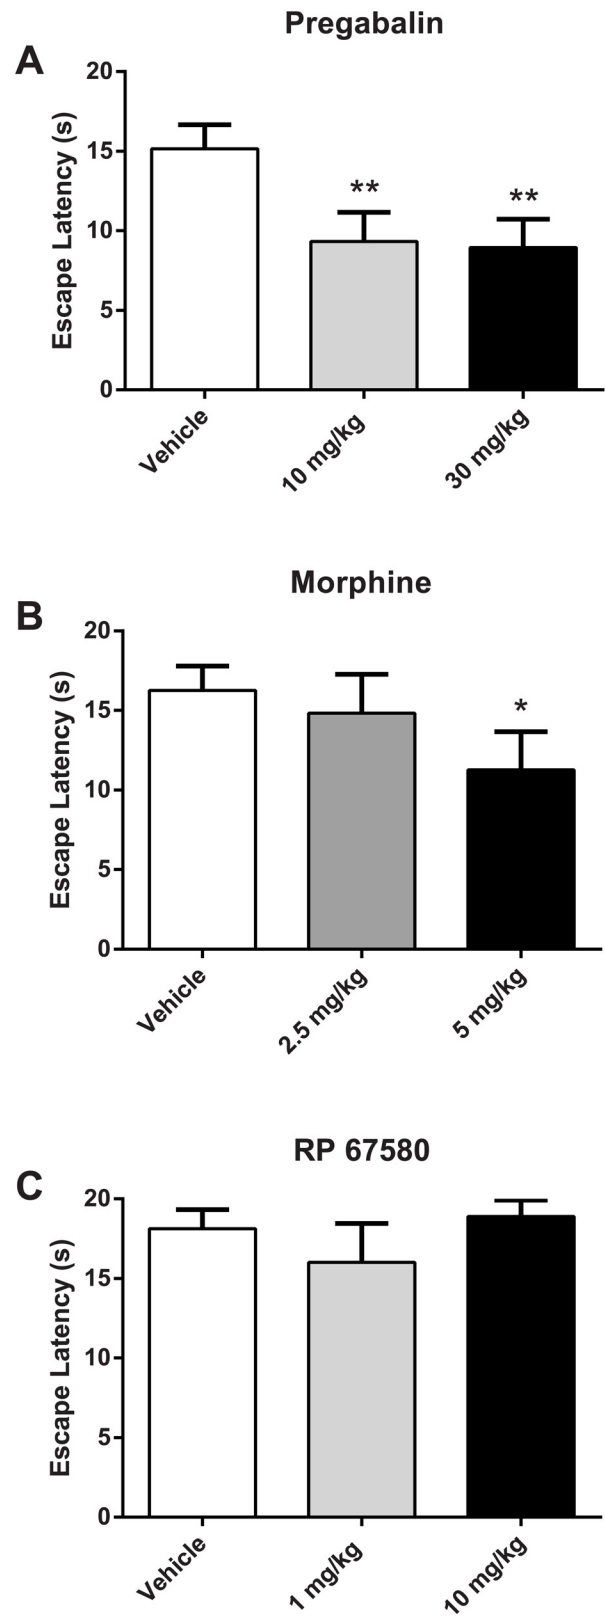 Pregabalin
A
Escape Latency (s)
20
15
10
5
0
**
**
Vehicle
10 mg/kg
30 mg/kg
Morphine
B
Escape Latency (s)
20
15
10
5
0
*
Vehicle
2.5 mg/kg
5 mg/kg
RP 67580
C
Escape Latency (s)
20
15
10
5
0
Vehicle
1 mg/kg
10 mg/kg